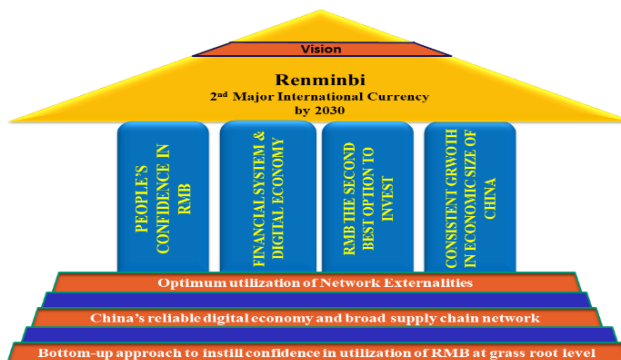 Vision
Renminbi
2nd Major International Currency
by 2030
PEOPLE'S
CONFIDENCE IN
RMB
FINANCIAL SYSTEM &
DIGITAL ECONOMY
RMB THE SECOND
BEST OPTION TO
INVEST
CONSISTENT GRWOTH
IN ECONOMIC SIZE OF
CHINA
Optimum utilization of Network Externalities
China's reliable digital economy and broad supply chain network
Bottom-up approach to instill confidence in utilization of RMB at grass root level